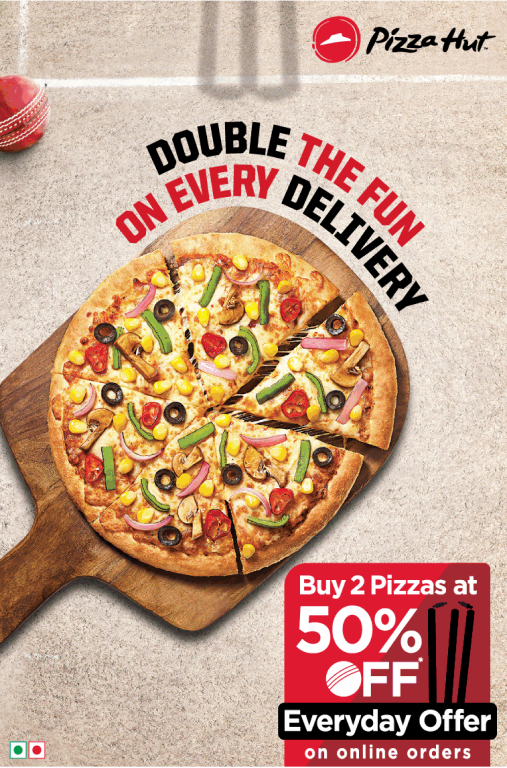 Pizza Hut
DOUBLE THE FUN
ON EVERY DELIVERY
Buy 2 Pizzas at
50%
OFF*
Everyday Offer
on online orders